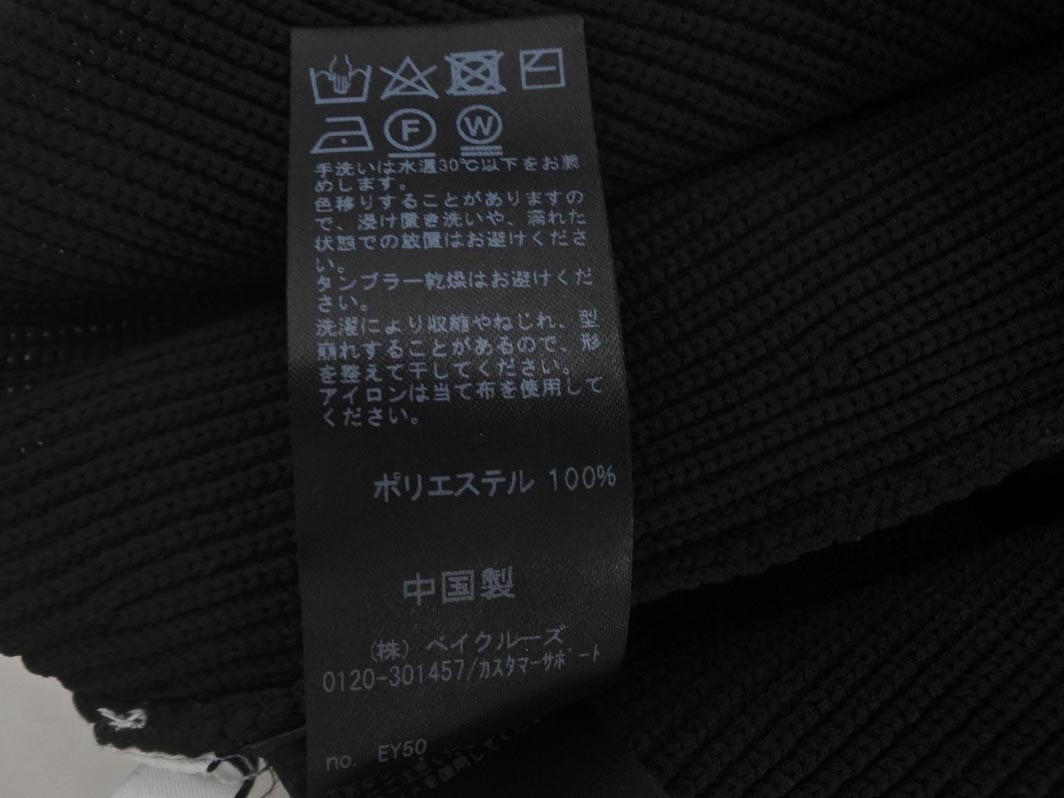 F W
手洗いは水温30℃以下をお薦
めします。
色移りすることがありますの
で、浸け置き洗いや、濡れた
状態での放置はお避けくださ
い。
タンブラー乾燥はお避けくだ
さい。
洗濯により収縮やねじれ、型
崩れすることがあるので、形
を整えて干してください。
アイロンは当て布を使用して
ください。
ポリエステル 100%
中国製
(株) ベイクルーズ
0120-301457/カスタマーサポート
no. EY50